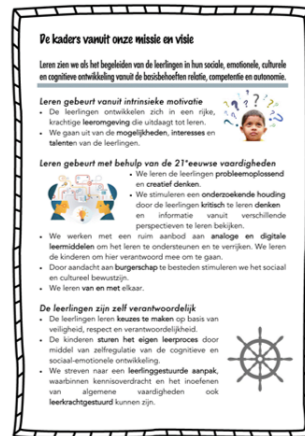 De kaders vanuit onze missie en visie
Leren zien we als het begeleiden van de leerlingen in hun sociale, emotionele, culturele
en cognitieve ontwikkeling vanuit de basisbehoeften relatie, competentie en autonomie.
Leren gebeurt vanuit intrinsieke motivatie
• De leerlingen ontwikkelen zich in een rijke,
krachtige leeromgeving die uitdaagt tot leren.
• We gaan uit van de mogelijkheden, interesses en
talenten van de leerlingen.
Leren gebeurt met behulp van de 21ᵉeeuwse vaardigheden
• We leren de leerlingen probleemoplossend
en creatief denken.
• We stimuleren een onderzoekende houding
door de leerlingen kritisch te leren denken
en informatie vanuit verschillende
perspectieven te leren bekijken.
• We werken met een ruim aanbod aan analoge en digitale
leermiddelen om het leren te ondersteunen en te verrijken. We leren
de kinderen om hier verantwoord mee om te gaan.
• Door aandacht aan burgerschap te besteden stimuleren we het sociaal
en cultureel bewustzijn.
• We leren van en met elkaar.
De leerlingen zijn zelf verantwoordelijk
• De leerlingen leren keuzes te maken op basis van
veiligheid, respect en verantwoordelijkheid.
• De kinderen sturen het eigen leerproces door
middel van zelfregulatie van de cognitieve en
sociaal-emotionele ontwikkeling.
• We streven naar een leerlinggestuurde aanpak,
waarbinnen kennisoverdracht en het inoefenen
van algemene vaardigheden ook
leerkrachtgestuurd kunnen zijn.